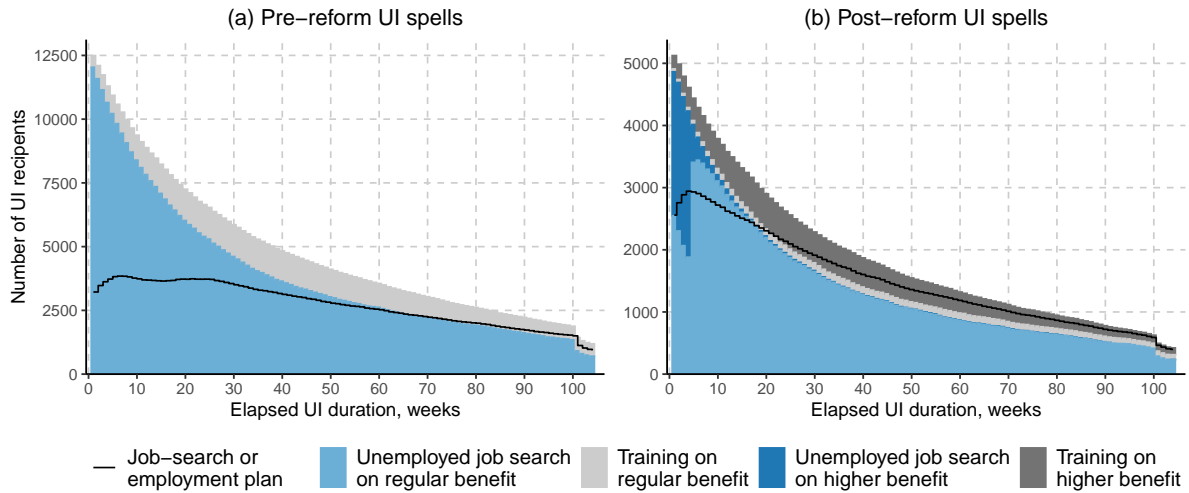 (a) Pre−reform UI spells
(b) Post−reform UI spells
Number of UI recipents
12500
10000
7500
5000
2500
0
0 10 20 30 40 50 60 70 80 90 100
Elapsed UI duration, weeks
5000
4000
3000
2000
1000
0
0 10 20 30 40 50 60 70 80 90 100
Elapsed UI duration, weeks
Job−search or
employment plan
Unemployed job search
on regular benefit
Training on
regular benefit
Unemployed job search
on higher benefit
Training on
higher benefit